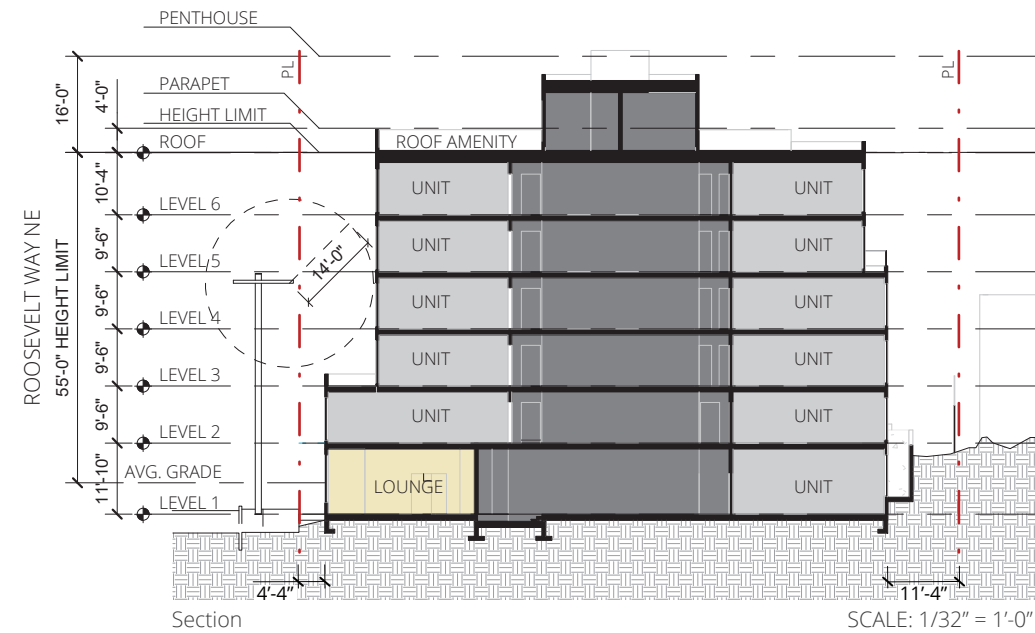 PENTHOUSE
PL
PL
16'-0"
4'-0"
PARAPET
HEIGHT LIMIT
ROOF
ROOF AMENITY
10'-4"
UNIT
UNIT
LEVEL 6
9'-6"
UNIT
UNIT
LEVEL 5
14'-0"
9'-6"
UNIT
UNIT
LEVEL 4
ROOSEVELT WAY NE
55'-0" HEIGHT LIMIT
9'-6"
UNIT
UNIT
LEVEL 3
9'-6"
UNIT
UNIT
LEVEL 2
AVG. GRADE
11'-10"
LOUNGE
UNIT
LEVEL 1
4'-4"
11'-4"
Section
SCALE: 1/32" = 1'-0"